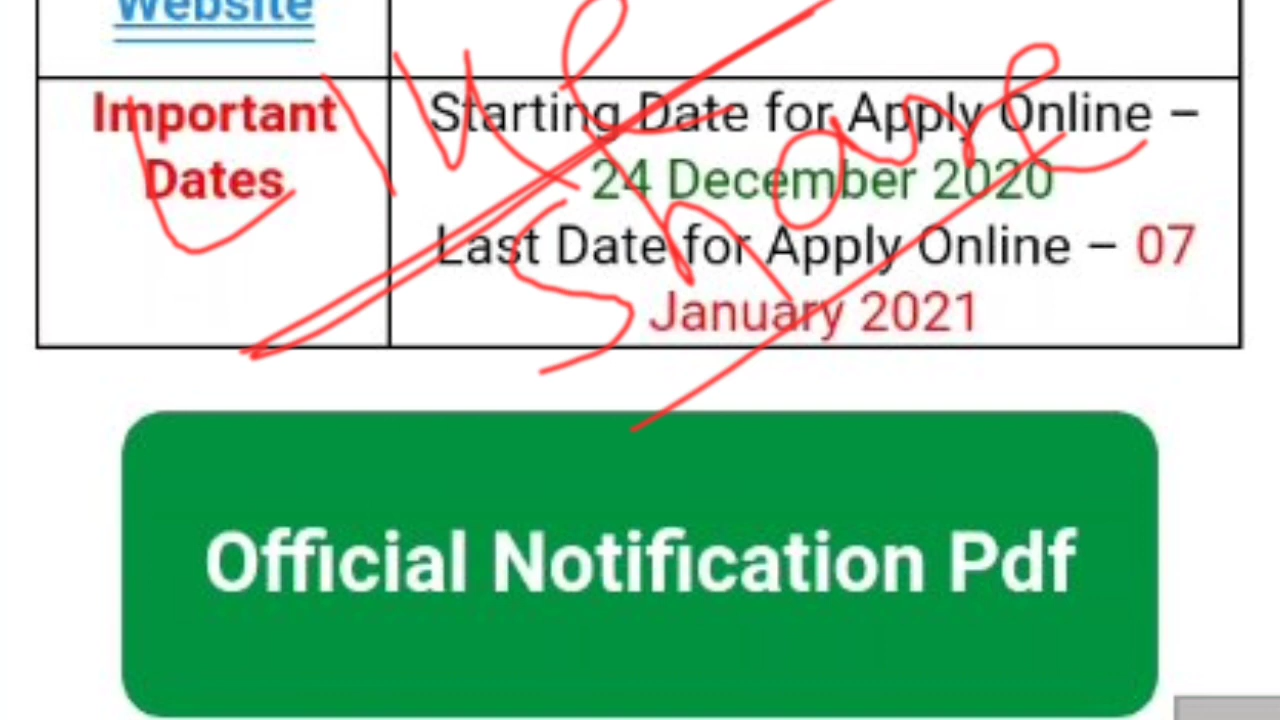 Website
Important
Dates
Starting Date for Apply Online –
24 December 2020
Last Date for Apply Online – 07
January 2021
Like
Share
Official Notification Pdf